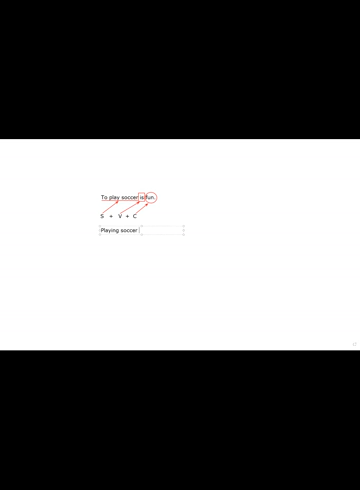 To play soccer is fun.
S + V + C
Playing soccer